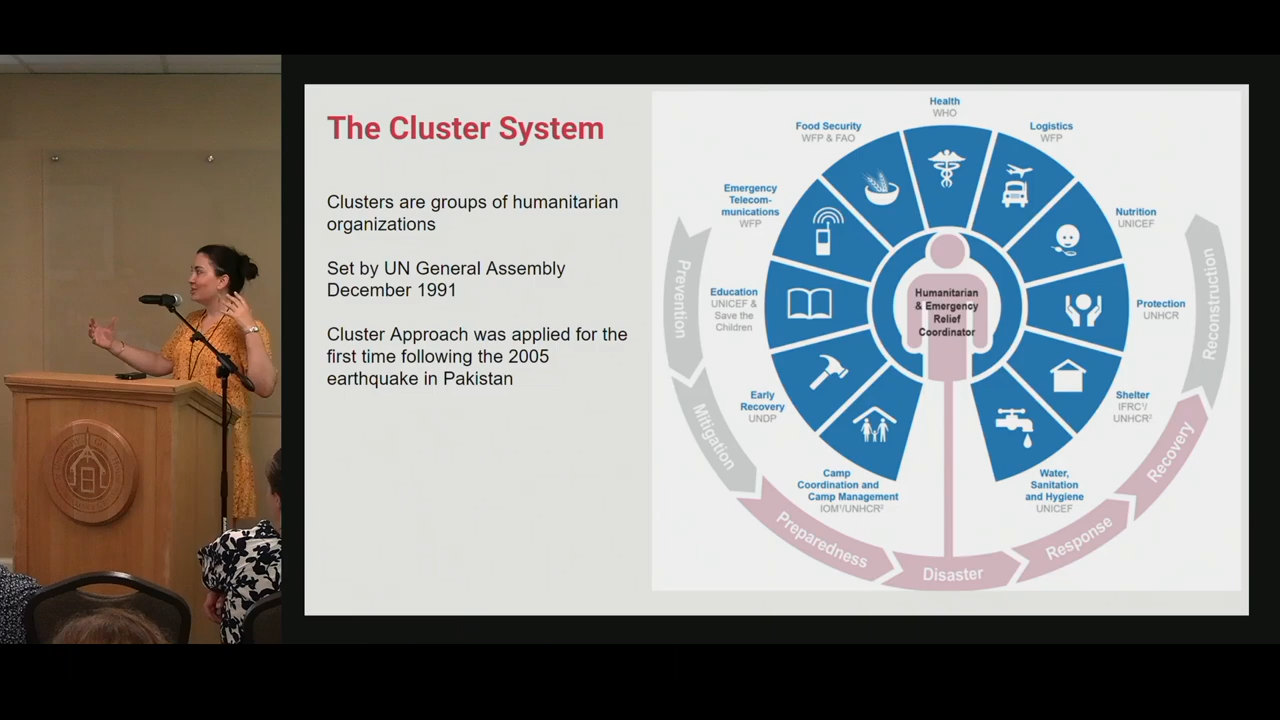 The Cluster System
Clusters are groups of humanitarian
organizations
Set by UN General Assembly
December 1991
Cluster Approach was applied for the
first time following the 2005
earthquake in Pakistan
Health
WHO
Food Security
WFP & FAO
Logistics
WFP
Emergency
Telecom-
munications
WFP
Nutrition
UNICEF
Education
UNICEF &
Save the
Children
Protection
UNHCR
Humanitarian
& Emergency
Relief
Coordinator
Early
Recovery
UNDP
Shelter
IFRC¹/
UNHCR²
Camp
Coordination and
Camp Management
IOM¹/UNHCR²
Water,
Sanitation
and Hygiene
UNICEF
Prevention
Mitigation
Preparedness
Disaster
Response
Recovery
Reconstruction